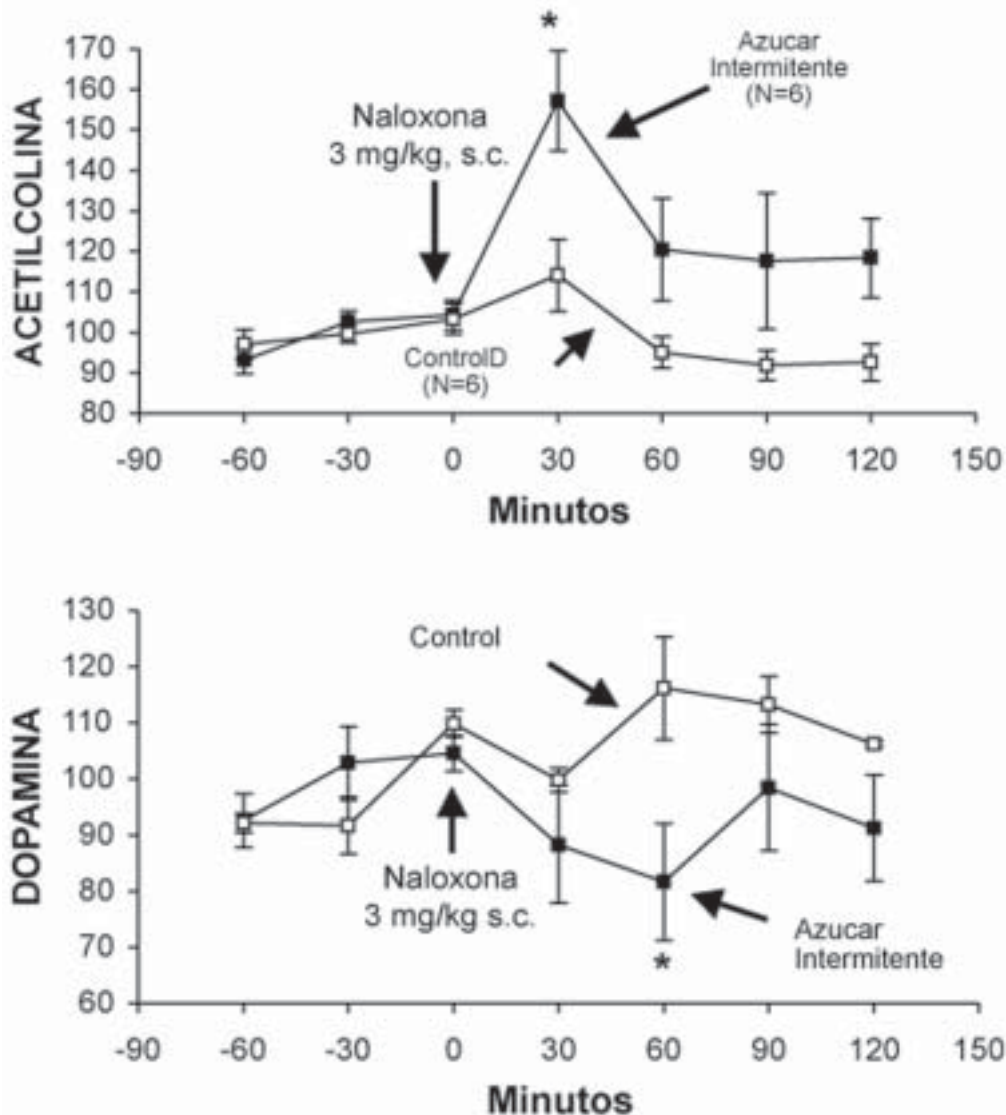 *
170
160
150
140
130
120
110
100
90
80
ACETILCOLINA
Azucar
Intermitente
(N=6)
Naloxona
3 mg/kg, s.c.
ControlD
(N=6)
-90 -60 -30 0 30 60 90 120 150
Minutos
130
120
110
100
90
80
70
60
DOPAMINA
Control
Naloxona
3 mg/kg s.c.
Azucar
Intermitente
*
-90 -60 -30 0 30 60 90 120 150
Minutos